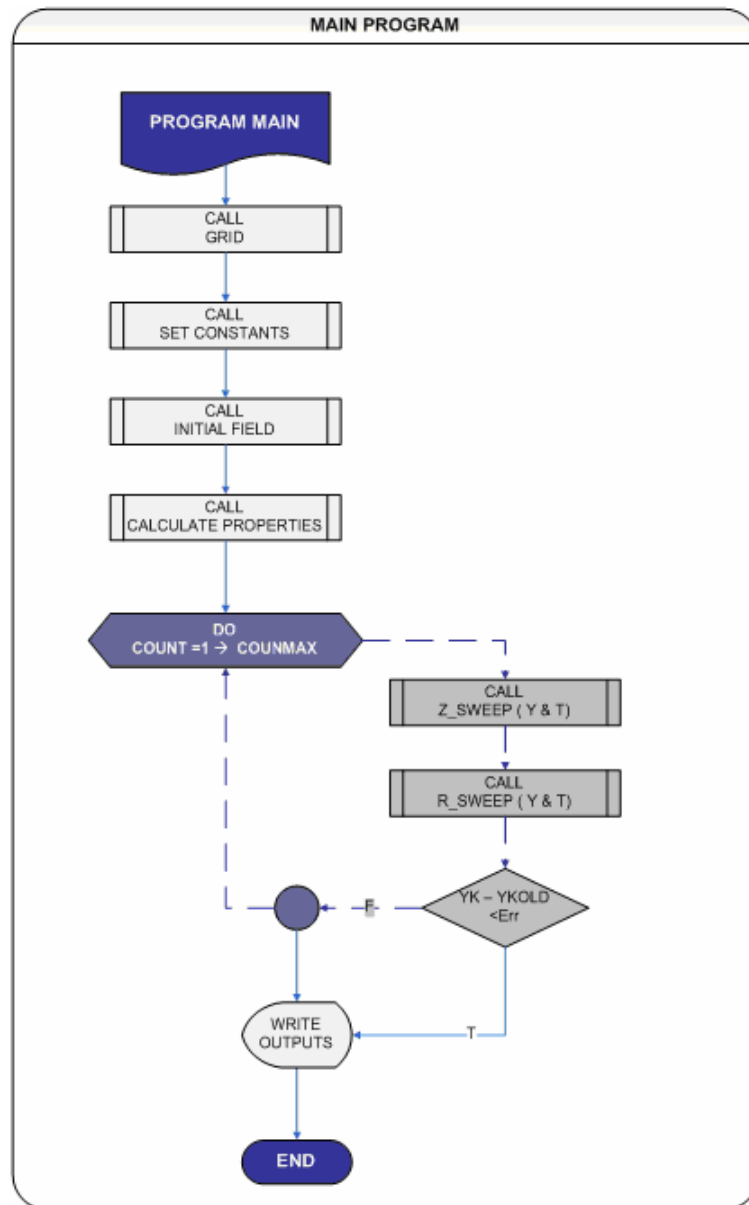 MAIN PROGRAM
PROGRAM MAIN
CALL
GRID
CALL
SET CONSTANTS
CALL
INITIAL FIELD
CALL
CALCULATE PROPERTIES
DO
COUNT =1 → COUNMAX
CALL
Z_SWEEP ( Y & T)
CALL
R_SWEEP ( Y & T)
YK – YKOLD
<Err
F
WRITE
OUTPUTS
T
END